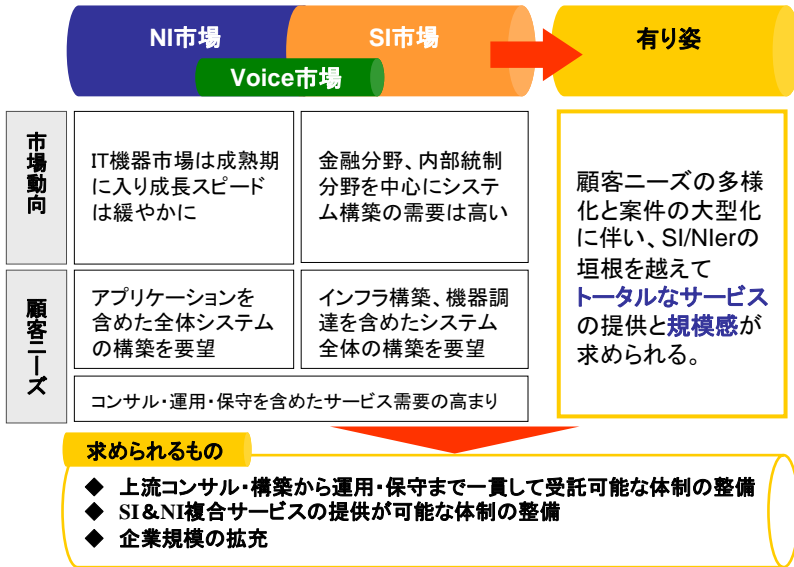 NI市場
SI市場
有り姿
Voice市場
市場動向
IT機器市場は成熟期
に入り成長スピード
は緩やかに
金融分野、内部統制
分野を中心にシステ
ム構築の需要は高い
顧客ニーズの多様
化と案件の大型化
に伴い、SI/NIerの
垣根を越えて
トータルなサービス
の提供と規模感が
求められる。
顧客ニーズ
アプリケーションを
含めた全体システム
の構築を要望
インフラ構築、機器調
達を含めたシステム
全体の構築を要望
コンサル・運用・保守を含めたサービス需要の高まり
求められるもの
◆ 上流コンサル・構築から運用・保守まで一貫して受託可能な体制の整備
◆ SI&NI複合サービスの提供が可能な体制の整備
◆ 企業規模の拡充